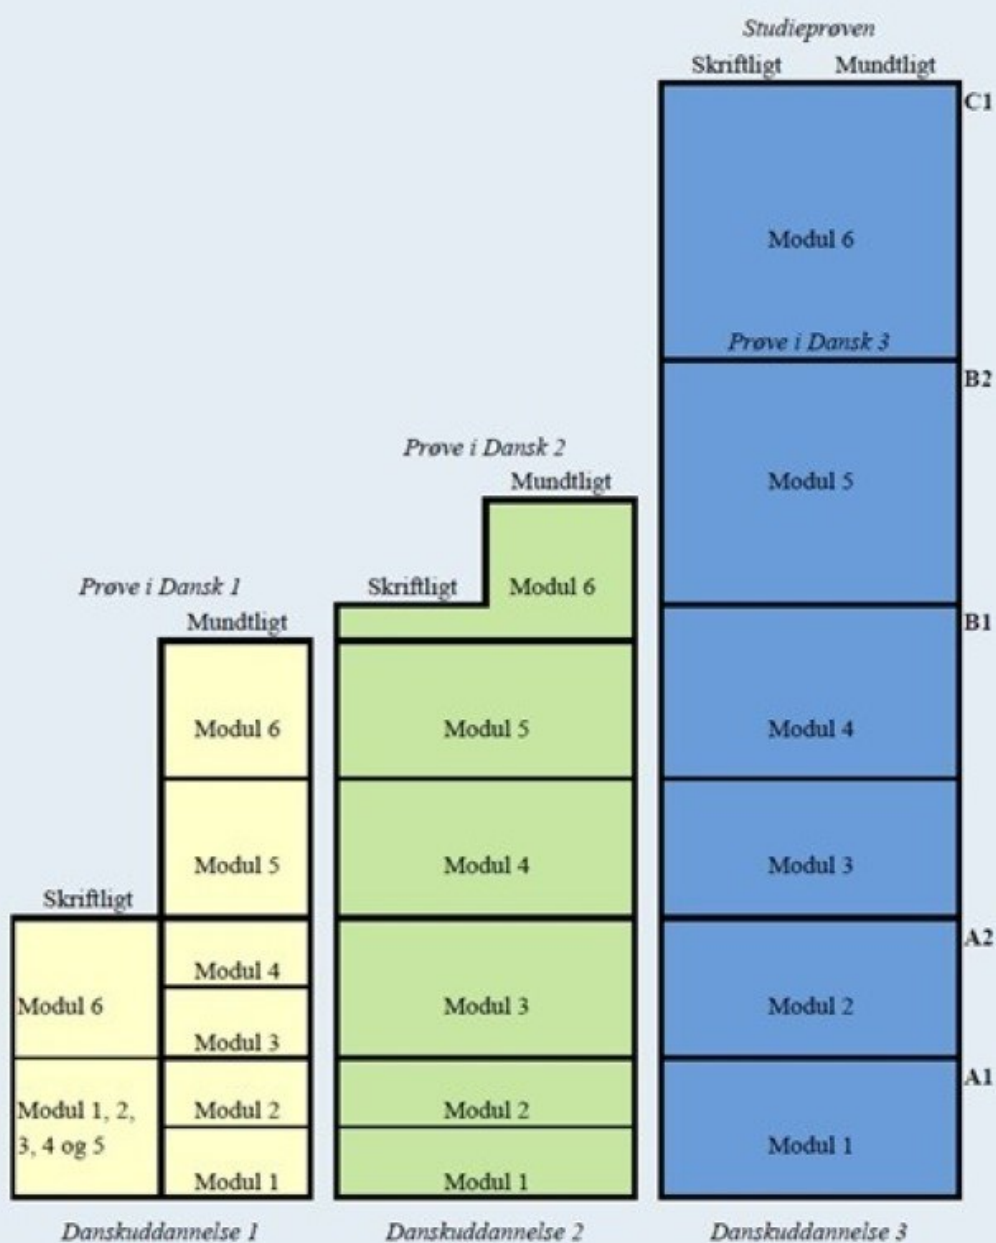 Studieprøven
Skriftligt Mundtligt
C1
Modul 6
Prøve i Dansk 3
B2
Modul 5
B1
Modul 4
Modul 3
A2
Modul 2
A1
Modul 1
Danskuddannelse 3
Prøve i Dansk 2
Mundtligt
Skriftligt
Modul 6
Modul 5
Modul 4
Modul 3
Modul 2
Modul 1
Danskuddannelse 2
Prøve i Dansk 1
Mundtligt
Modul 6
Modul 5
Modul 4
Modul 3
Modul 2
Modul 1
Skriftligt
Modul 6
Modul 1, 2,
3, 4 og 5
Danskuddannelse 1